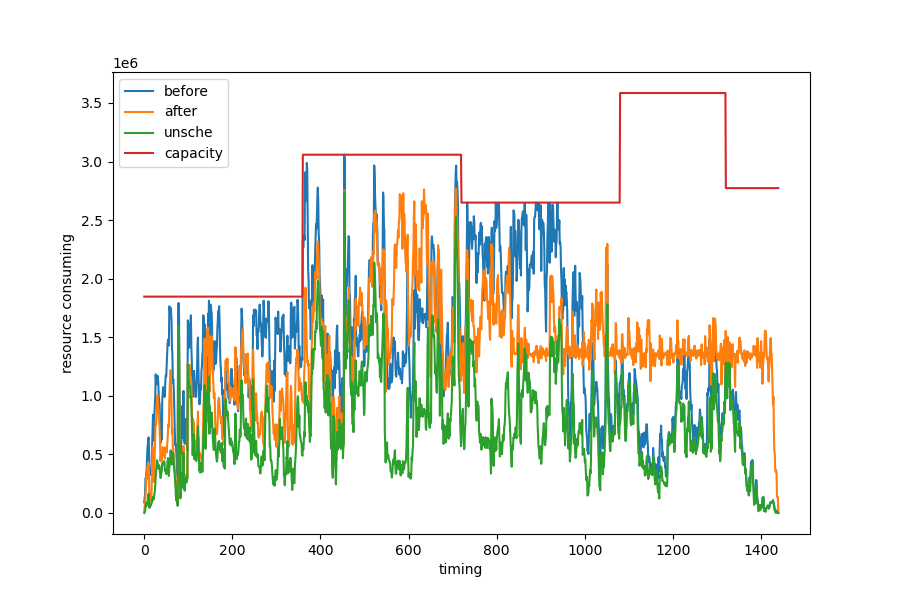 1e6
before
after
unsche
capacity
3.5
3.0
2.5
2.0
1.5
1.0
0.5
0.0
resource consuming
0 200 400 600 800 1000 1200 1400
timing